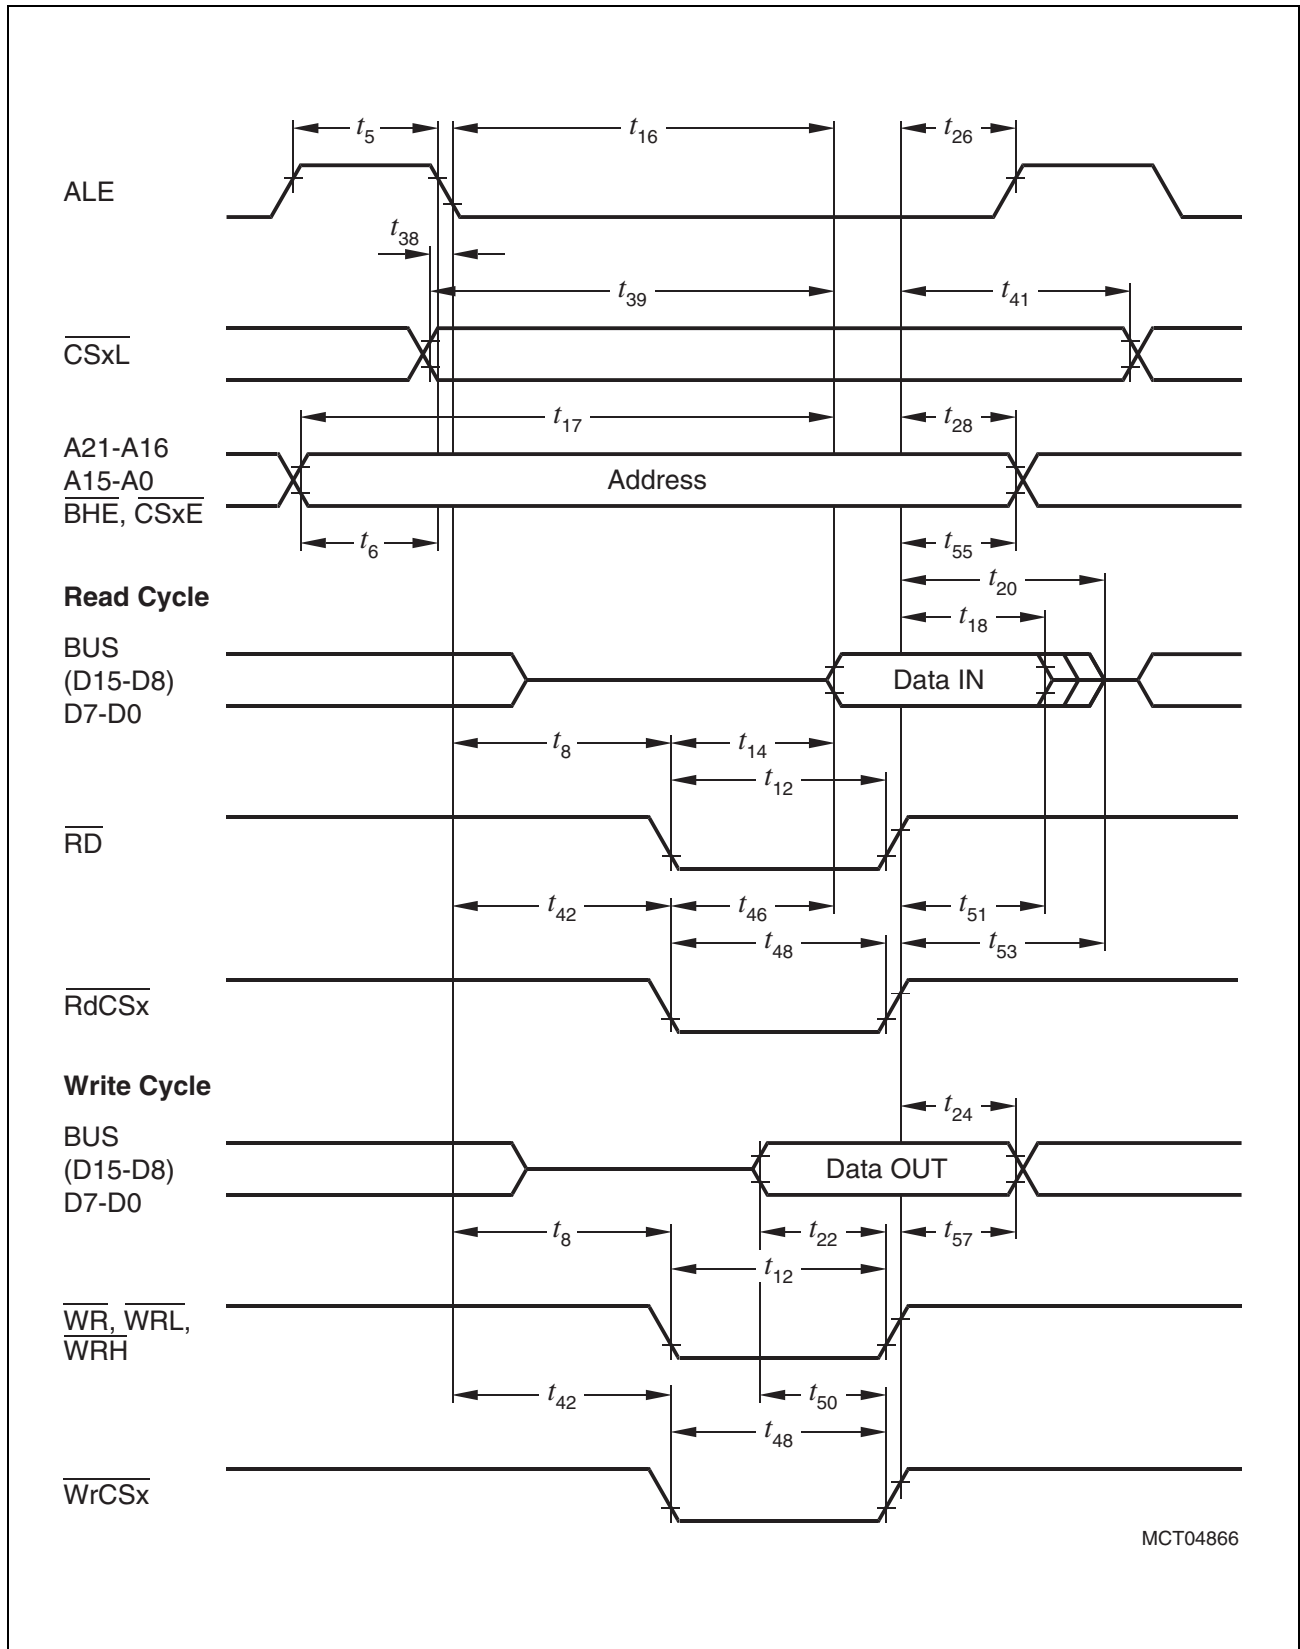 t5 t16 t26
ALE
t38
t39 t41
CSxL
t17 t28
A21-A16
A15-A0 Address
BHE, CSxE
t6 t55
t20
Read Cycle
t18
BUS
(D15-D8) Data IN
D7-D0
t8 t14
t12
RD
t42 t46 t51
t48 t53
RdCSx
Write Cycle
t24
BUS
(D15-D8) Data OUT
D7-D0
t8 t22 t57
t12
WR, WRL,
WRH
t42 t50
t48
WrCSx
MCT04866